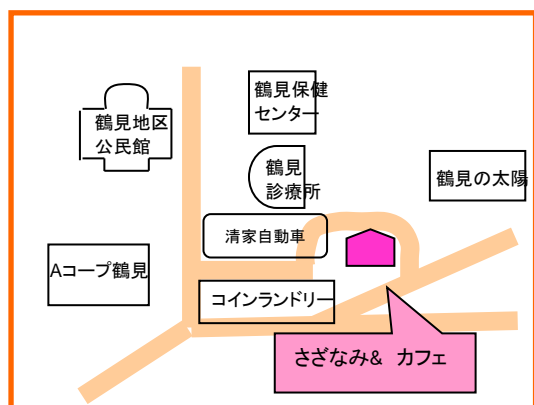 鶴見保健
センター
鶴見地区
公民館
鶴見
診療所
鶴見の太陽
清家自動車
Aコープ鶴見
コインランドリー
さざなみ& カフェ